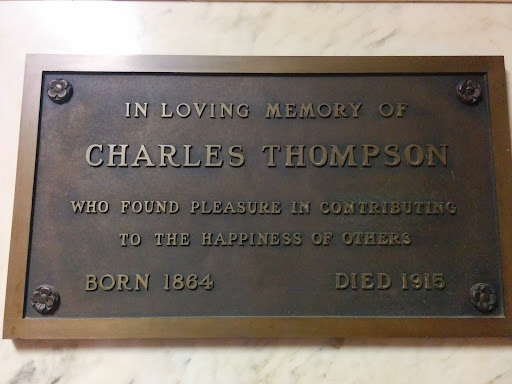 IN LOVING MEMORY OF
CHARLES THOMPSON
WHO FOUND PLEASURE IN CONTRIBUTING
TO THE HAPPINESS OF OTHERS
BORN 1864 DIED 1915